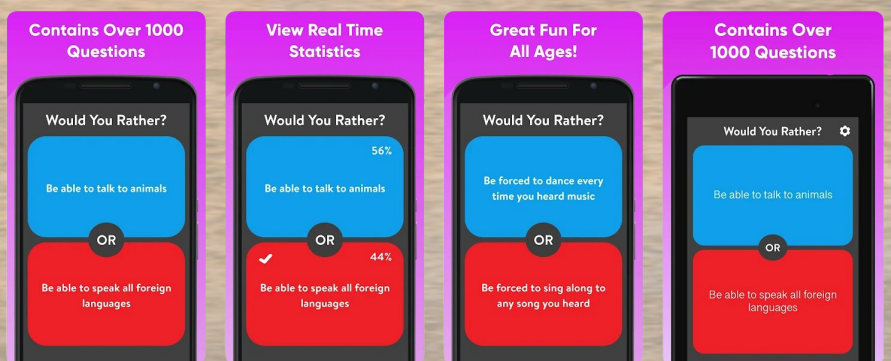 Contains Over 1000
Questions
Would You Rather?
Be able to talk to animals
OR
Be able to speak all foreign
languages
View Real Time
Statistics
Would You Rather?
56%
Be able to talk to animals
OR
44%
Be able to speak all foreign
languages
Great Fun For
All Ages!
Would You Rather?
Be forced to dance every
time you heard music
OR
Be forced to sing along to
any song you heard
Contains Over
1000 Questions
Would You Rather?
Be able to talk to animals
OR
Be able to speak all foreign
languages